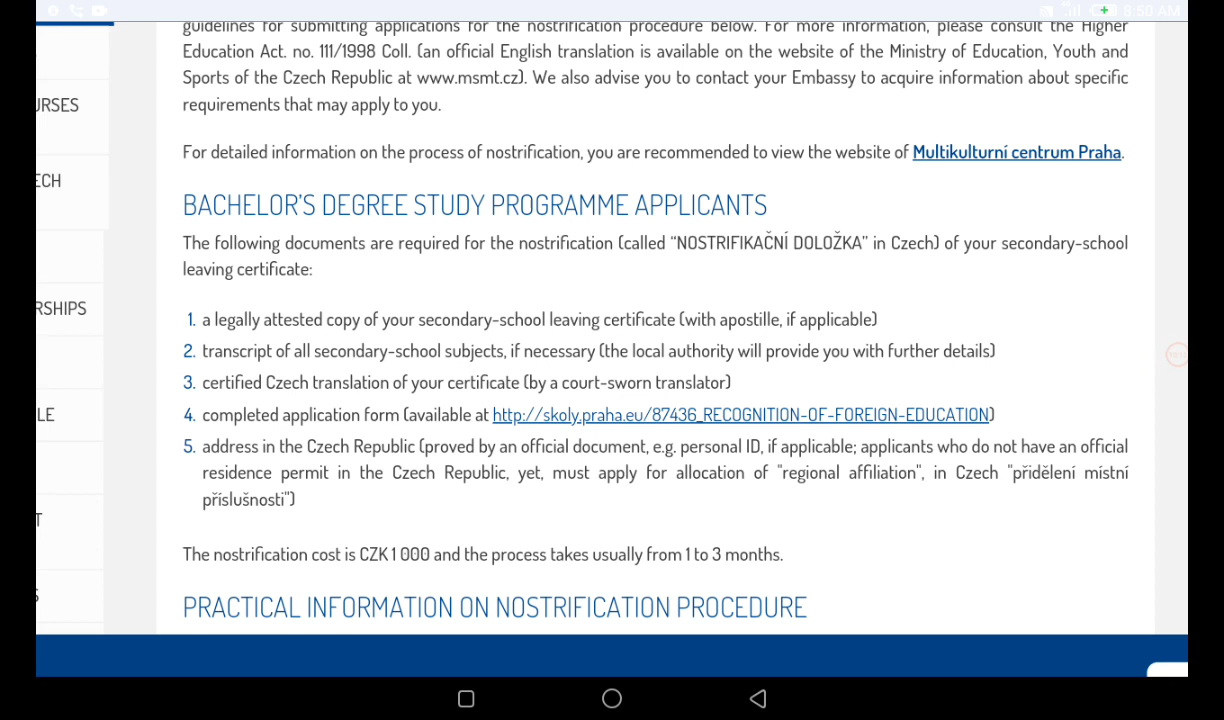 8:50 AM
guidelines for submitting applications for the nostrification procedure below. For more information, please consult the Higher
Education Act. no. 111/1998 Coll. (an official English translation is available on the website of the Ministry of Education, Youth and
Sports of the Czech Republic at www.msmt.cz). We also advise you to contact your Embassy to acquire information about specific
requirements that may apply to you.
URSES
For detailed information on the process of nostrification, you are recommended to view the website of Multikulturní centrum Praha.
ECH
BACHELOR'S DEGREE STUDY PROGRAMME APPLICANTS
The following documents are required for the nostrification (called “NOSTRIFIKAČNÍ DOLOŽKA” in Czech) of your secondary-school
leaving certificate:
RSHIPS
1. a legally attested copy of your secondary-school leaving certificate (with apostille, if applicable)
2. transcript of all secondary-school subjects, if necessary (the local authority will provide you with further details)
3. certified Czech translation of your certificate (by a court-sworn translator)
LE
4. completed application form (available at http://skoly.praha.eu/87436_RECOGNITION-OF-FOREIGN-EDUCATION)
5. address in the Czech Republic (proved by an official document, e.g. personal ID, if applicable; applicants who do not have an official
residence permit in the Czech Republic, yet, must apply for allocation of "regional affiliation", in Czech "přidělení místní
příslušnosti")
T
The nostrification cost is CZK 1 000 and the process takes usually from 1 to 3 months.
S
PRACTICAL INFORMATION ON NOSTRIFICATION PROCEDURE